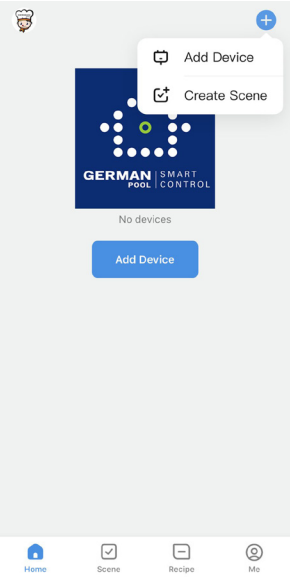 Add Device
Create Scene
GERMAN SMART
POOL CONTROL
No devices
Add Device
Home Scene Recipe Me